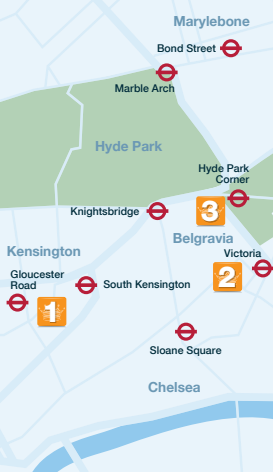 Marylebone
Bond Street
Marble Arch
Hyde Park
Hyde Park
Corner
Knightsbridge
3
Belgravia
Kensington
Victoria
Gloucester
Road
South Kensington
2
1
Sloane Square
Chelsea